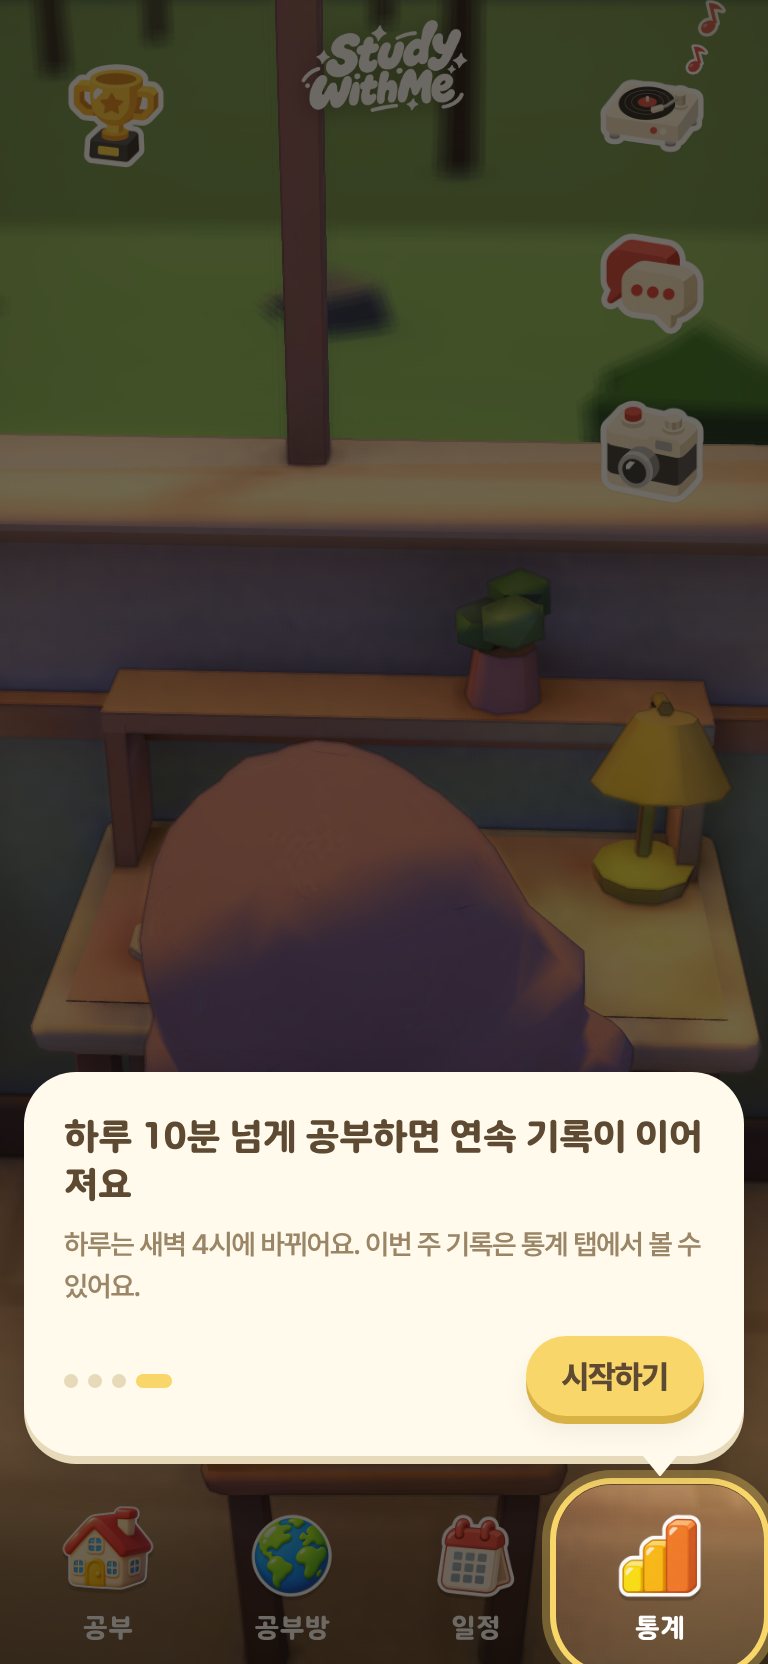 Study
WithMe
하루 10분 넘게 공부하면 연속 기록이 이어
져요
하루는 새벽 4시에 바뀌어요. 이번 주 기록은 통계 탭에서 볼 수
있어요.
시작하기
공부
공부방
일정
통계